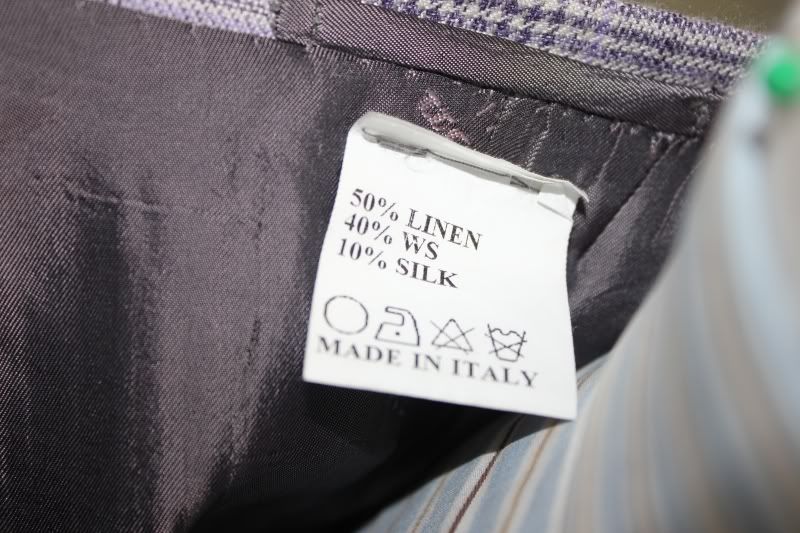 50% LINEN
40% WS
10% SILK
MADE IN ITALY